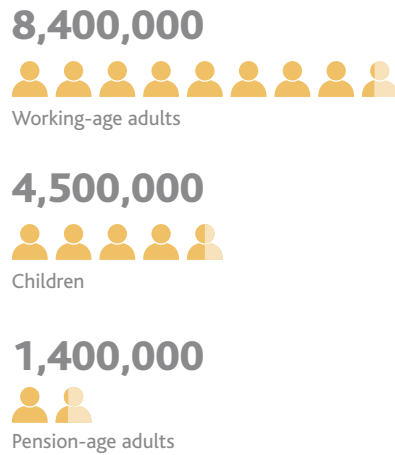 8,400,000
Working-age adults
4,500,000
Children
1,400,000
Pension-age adults